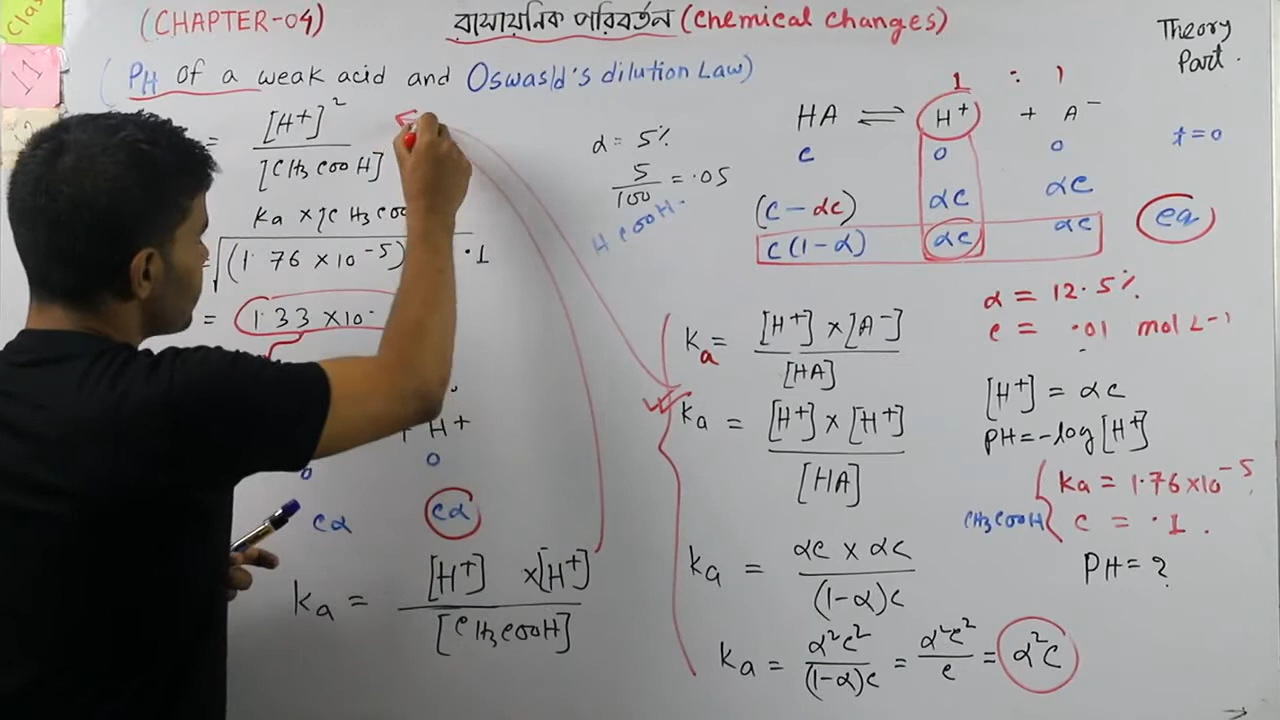 (CHAPTER-04) রাসায়নিক পরিবর্তন (Chemical changes)
Theory Part.
(PH of a weak acid and Oswasld's dilution Law)
= [H+]² / [CH3COOH]
Ka × [CH3COO
= √(1.76 × 10⁻⁵) .1
= 1.33 × 10
+ H+
0 0
cα cα
Ka = [H+] × [H+] / [CH3COOH]
α = 5%
5/100 = .05
HCOOH.
1 : 1
HA ⇌ H+ + A⁻
c 0 0 t=0
(c - αc) αc αc
c(1-α) αc αc
ca
Ka = [H+] × [A⁻] / [HA]
Ka = [H+] × [H+] / [HA]
Ka = αc × αc / (1-α)c
Ka = α²c² / (1-α)c = α²c² / c = α²c
α = 12.5%
c = .01 mol L-1
[H+] = αc
PH = -log[H+]
Ka = 1.76×10⁻⁵
CH3COOH c = .1.
PH = ?